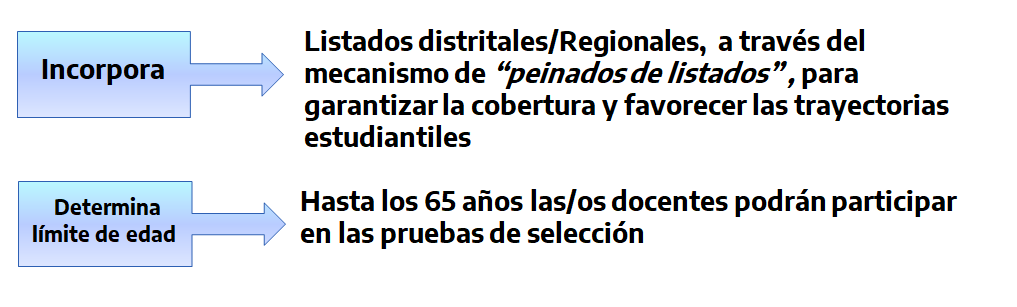 Incorpora
Listados distritales/Regionales, a través del
mecanismo de “peinados de listados”, para
garantizar la cobertura y favorecer las trayectorias
estudiantiles
Determina
límite de edad
Hasta los 65 años las/os docentes podrán participar
en las pruebas de selección